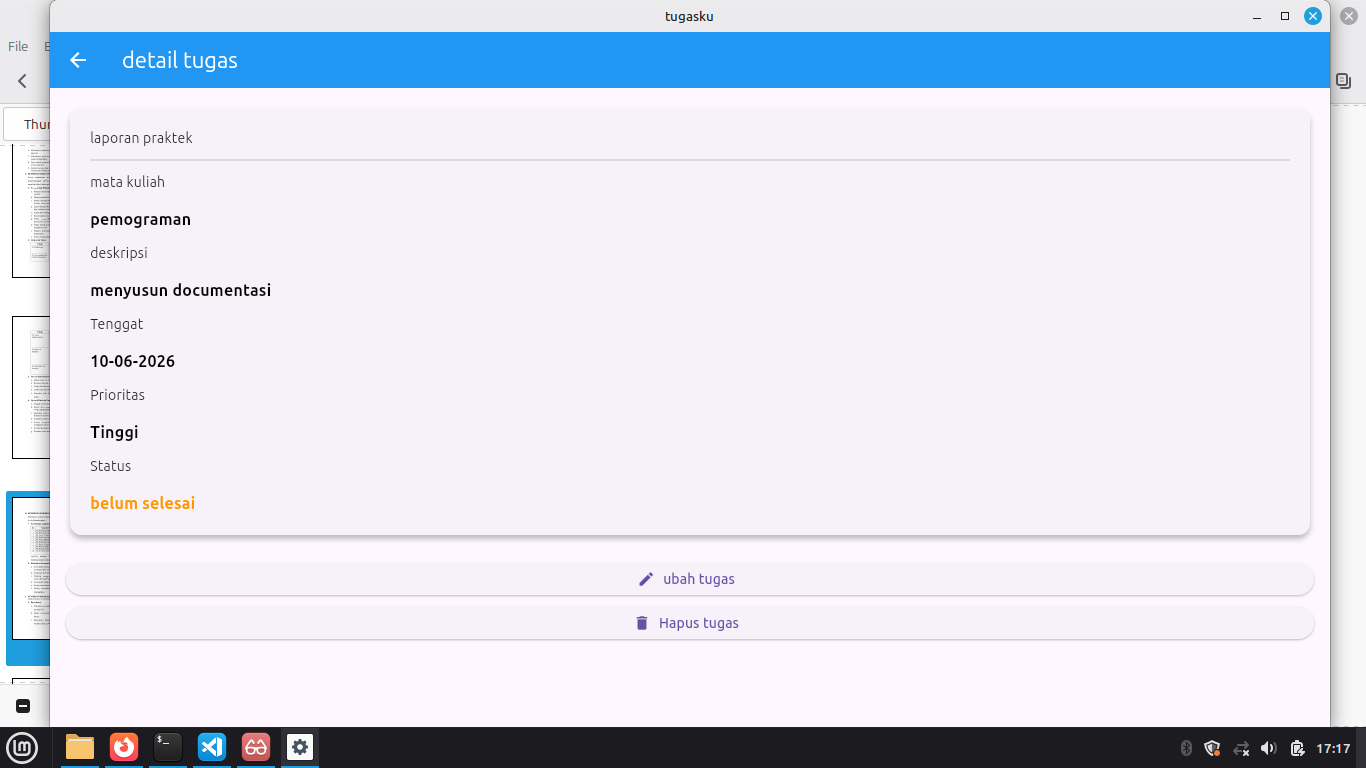 tugasku
File
detail tugas
Thu
laporan praktek
mata kuliah
pemograman
deskripsi
menyusun documentasi
Tenggat
10-06-2026
Prioritas
Tinggi
Status
belum selesai
ubah tugas
Hapus tugas
17:17